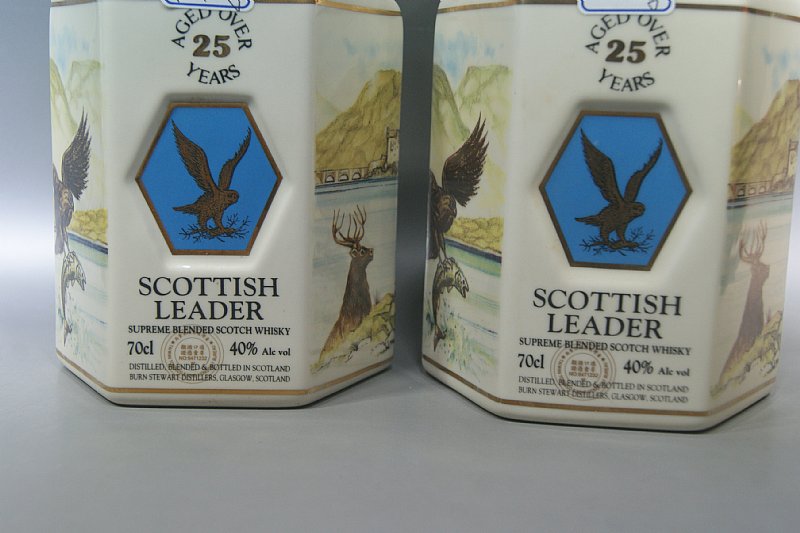 AGED OVER
25
YEARS
SCOTTISH
LEADER
SUPREME BLENDED SCOTCH WHISKY
70cl 40% Alc vol
DISTILLED, BLENDED & BOTTLED IN SCOTLAND
BURN STEWART DISTILLERS, GLASGOW, SCOTLAND
AGED OVER
25
YEARS
SCOTTISH
LEADER
SUPREME BLENDED SCOTCH WHISKY
70cl 40% Alc vol
DISTILLED, BLENDED & BOTTLED IN SCOTLAND
BURN STEWART DISTILLERS, GLASGOW, SCOTLAND